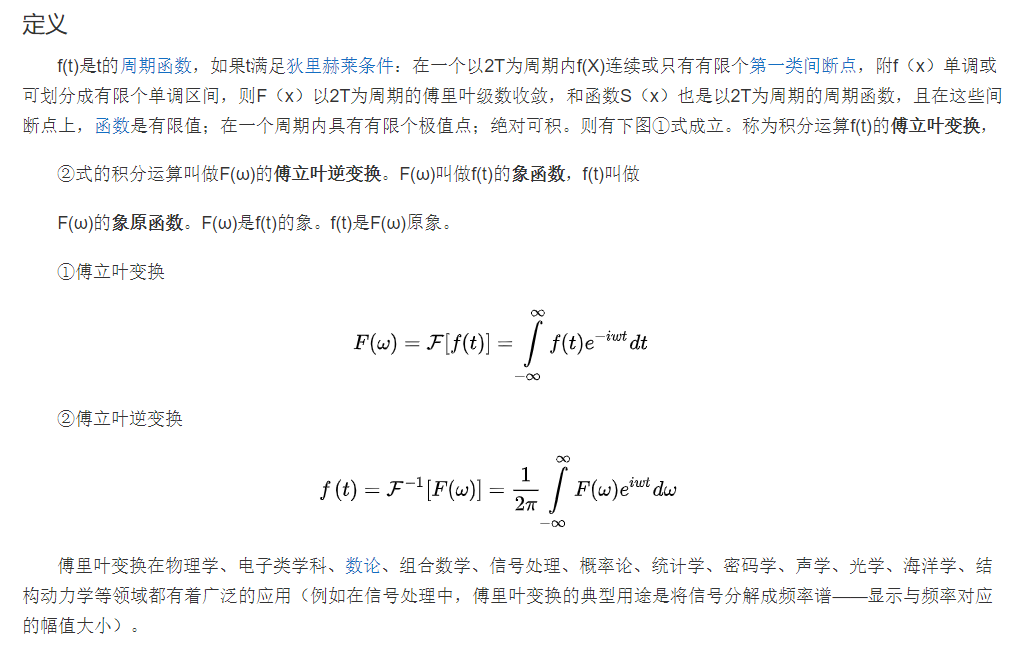 定义
f(t)是t的周期函数，如果t满足狄里赫莱条件：在一个以2T为周期内f(X)连续或只有有限个第一类间断点，附f（x）单调或
可划分成有限个单调区间，则F（x）以2T为周期的傅里叶级数收敛，和函数S（x）也是以2T为周期的周期函数，且在这些间
断点上，函数是有限值；在一个周期内具有有限个极值点；绝对可积。则有下图①式成立。称为积分运算f(t)的傅立叶变换，
②式的积分运算叫做F(ω)的傅立叶逆变换。F(ω)叫做f(t)的象函数，f(t)叫做
F(ω)的象原函数。F(ω)是f(t)的象。f(t)是F(ω)原象。
①傅立叶变换
F(ω) = ℱ[f(t)] = ∫_{-∞}^{∞} f(t)e^{-iwt} dt
②傅立叶逆变换
f (t) = ℱ^{-1}[F(ω)] = \frac{1}{2π} ∫_{-∞}^{∞} F(ω)e^{iwt} dω
傅里叶变换在物理学、电子类学科、数论、组合数学、信号处理、概率论、统计学、密码学、声学、光学、海洋学、结
构动力学等领域都有着广泛的应用（例如在信号处理中，傅里叶变换的典型用途是将信号分解成频率谱——显示与频率对应
的幅值大小）。